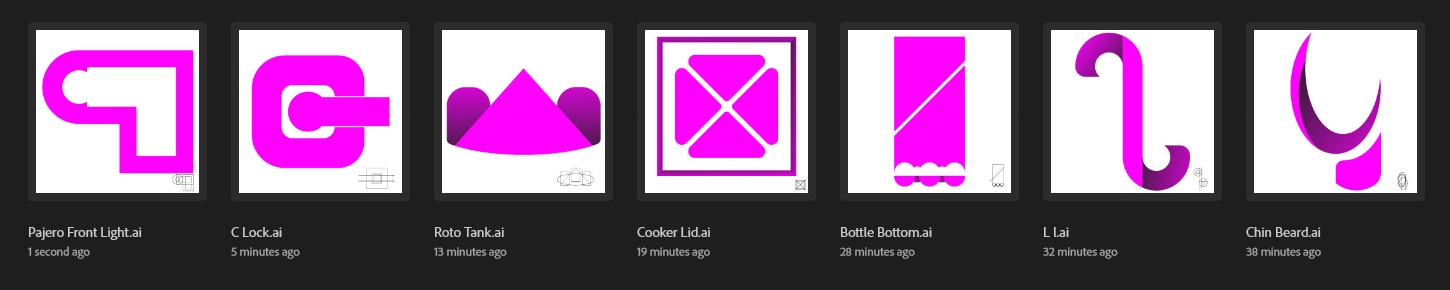 Pajero Front Light.ai
1 second ago
C Lock.ai
5 minutes ago
Roto Tank.ai
13 minutes ago
Cooker Lid.ai
19 minutes ago
Bottle Bottom.ai
28 minutes ago
L Lai
32 minutes ago
Chin Beard.ai
38 minutes ago